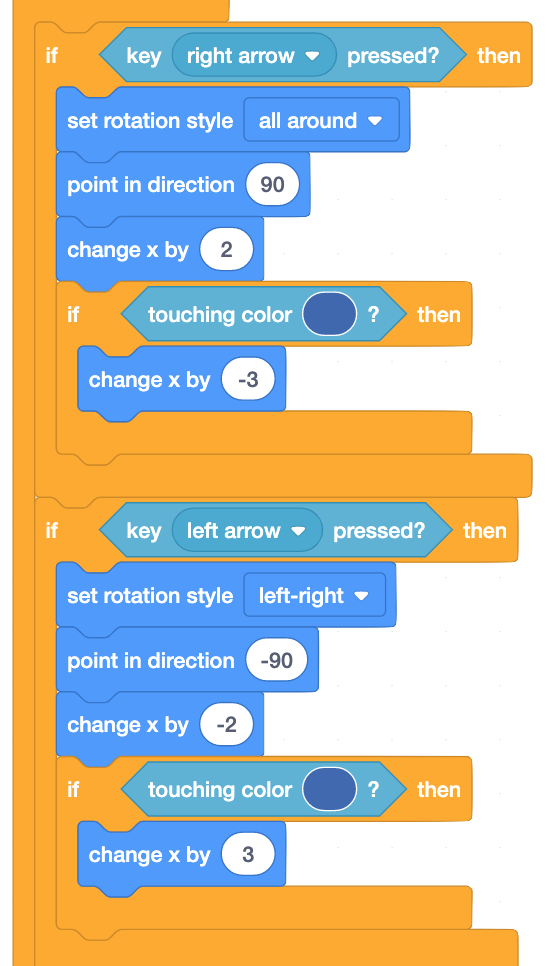 if key right arrow pressed? then
set rotation style all around
point in direction 90
change x by 2
if touching color ? then
change x by -3
if key left arrow pressed? then
set rotation style left-right
point in direction -90
change x by -2
if touching color ? then
change x by 3